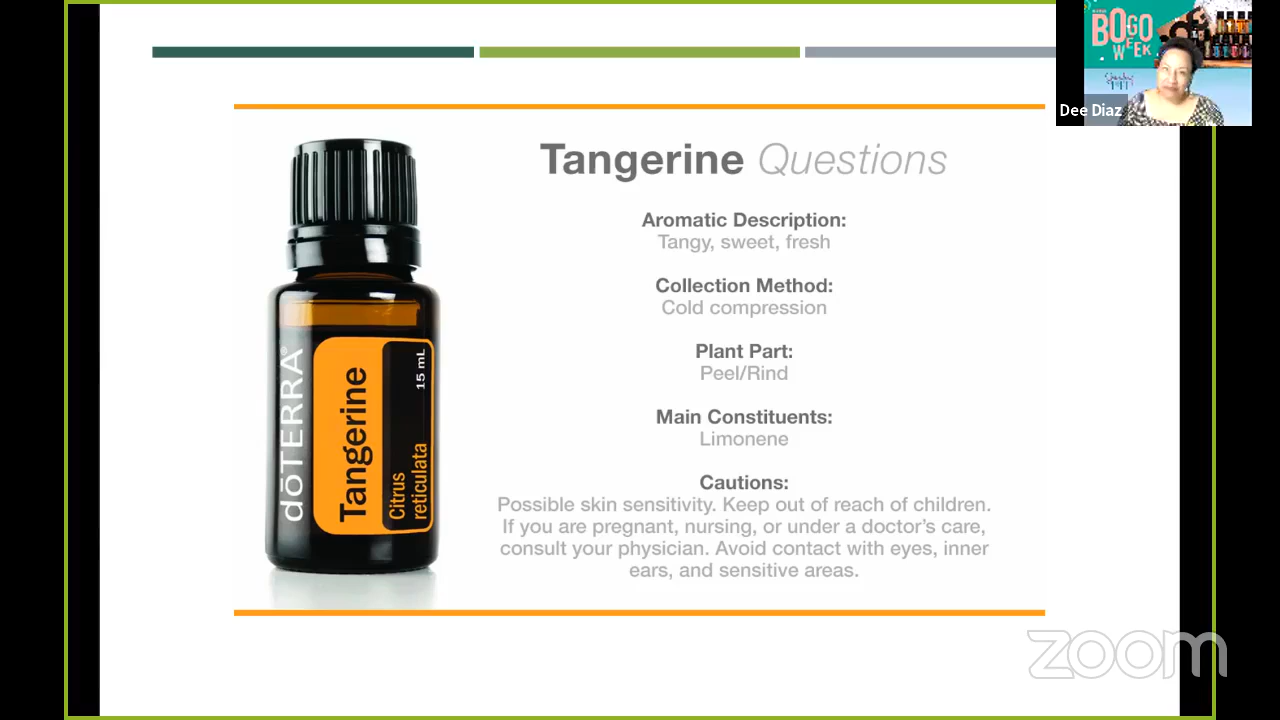 BOGO
WEEK
Dee Diaz
Tangerine Questions
Aromatic Description:
Tangy, sweet, fresh
Collection Method:
Cold compression
Plant Part:
Peel/Rind
Main Constituents:
Limonene
Cautions:
Possible skin sensitivity. Keep out of reach of children.
If you are pregnant, nursing, or under a doctor’s care,
consult your physician. Avoid contact with eyes, inner
ears, and sensitive areas.
dōTERRA®
Tangerine
Citrus
reticulata
15 mL
zoom